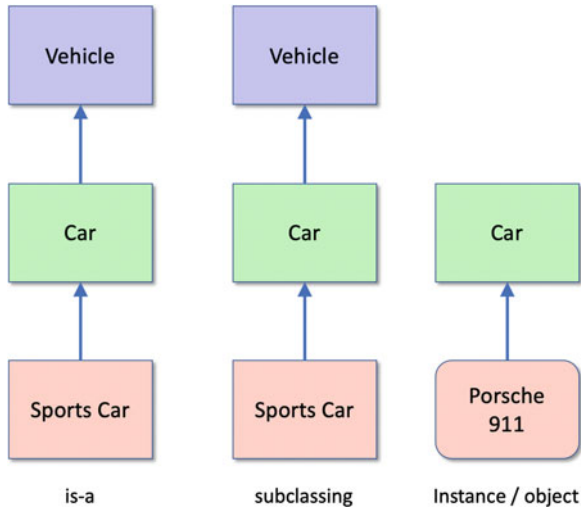 Vehicle
Vehicle
Car
Car
Car
Sports Car
Sports Car
Porsche
911
is-a
subclassing
Instance / object